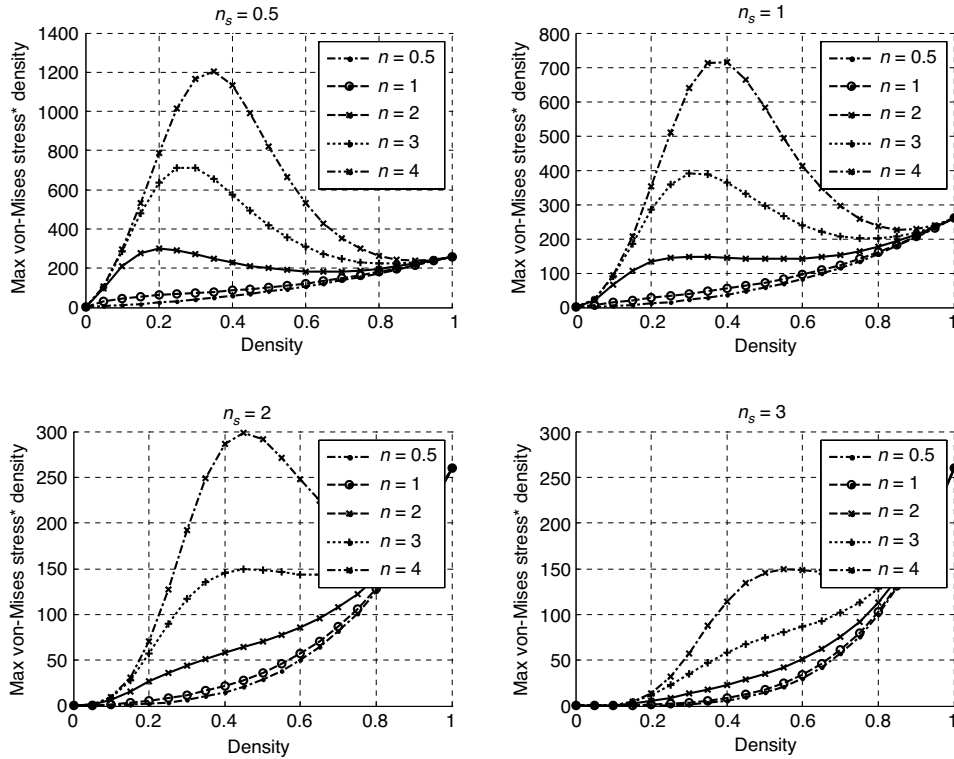 n_s = 0.5
1400
1200
1000
800
600
400
200
0
Max von-Mises stress* density
0
0.2
0.4
0.6
0.8
1
Density
n = 0.5
n = 1
n = 2
n = 3
n = 4
n_s = 1
800
700
600
500
400
300
200
100
0
Max von-Mises stress* density
0
0.2
0.4
0.6
0.8
1
Density
n = 0.5
n = 1
n = 2
n = 3
n = 4
n_s = 2
300
250
200
150
100
50
0
Max von-Mises stress* density
0
0.2
0.4
0.6
0.8
1
Density
n = 0.5
n = 1
n = 2
n = 3
n = 4
n_s = 3
300
250
200
150
100
50
0
Max von-Mises stress* density
0
0.2
0.4
0.6
0.8
1
Density
n = 0.5
n = 1
n = 2
n = 3
n = 4